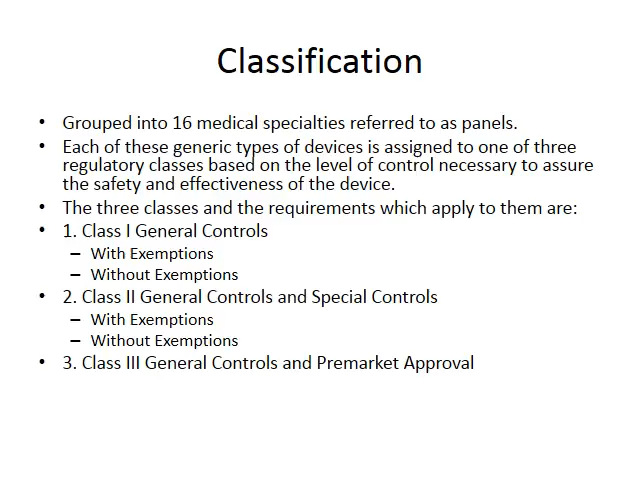 Classification
• Grouped into 16 medical specialties referred to as panels.
• Each of these generic types of devices is assigned to one of three
regulatory classes based on the level of control necessary to assure
the safety and effectiveness of the device.
• The three classes and the requirements which apply to them are:
• 1. Class I General Controls
– With Exemptions
– Without Exemptions
• 2. Class II General Controls and Special Controls
– With Exemptions
– Without Exemptions
• 3. Class III General Controls and Premarket Approval